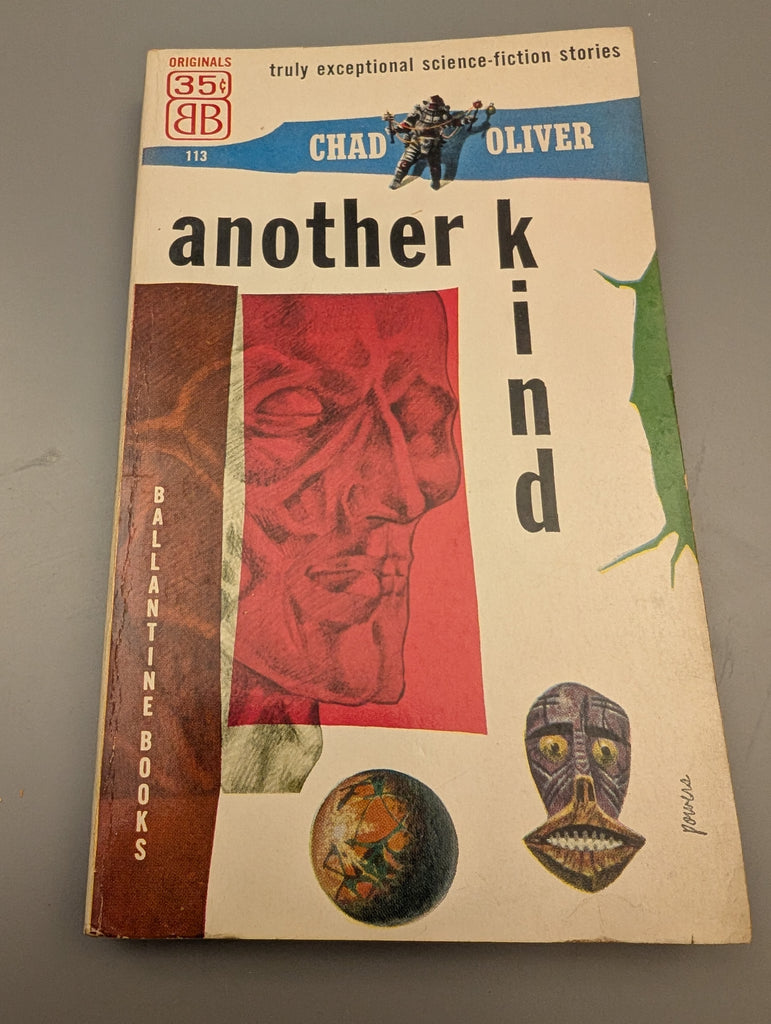 ORIGINALS
35¢
BB
113
truly exceptional science-fiction stories
CHAD OLIVER
another kind
BALLANTINE BOOKS
powers